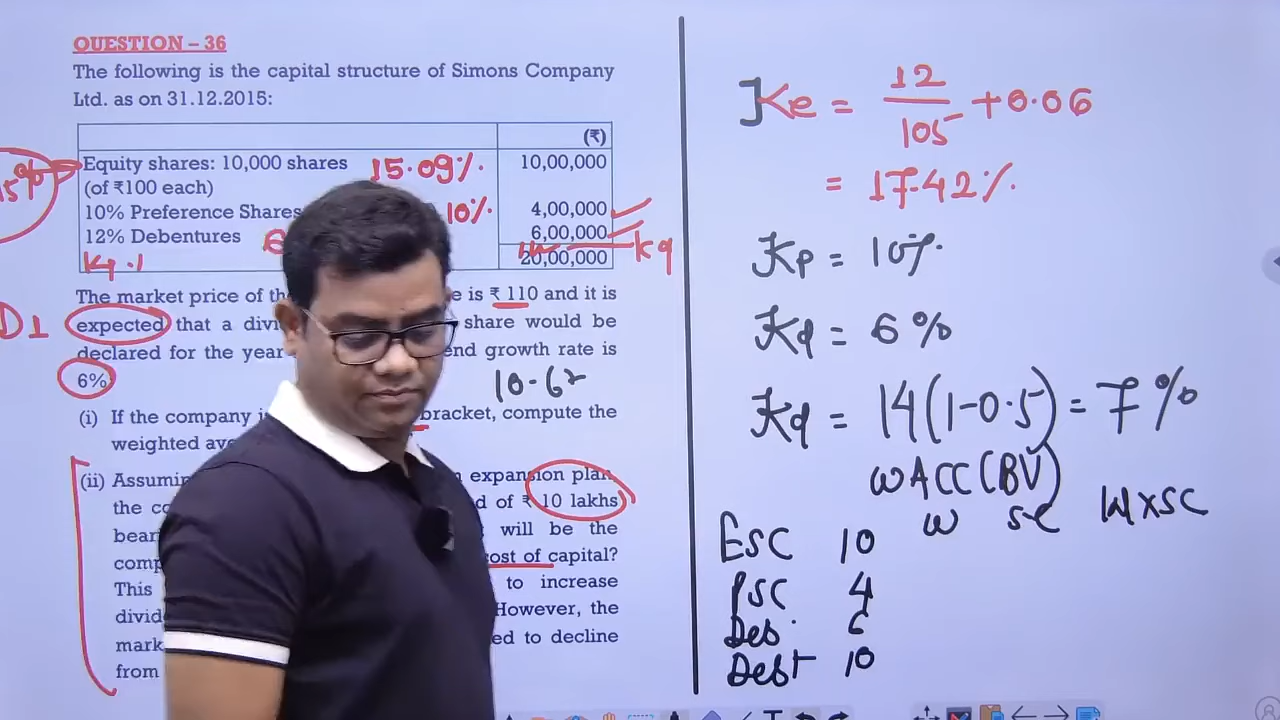 QUESTION – 36
The following is the capital structure of Simons Company
Ltd. as on 31.12.2015:
(₹)
Equity shares: 10,000 shares 15.09%. 10,00,000
(of ₹100 each)
10% Preference Shares 10%. 4,00,000
12% Debentures 6,00,000
20,00,000
The market price of th e is ₹ 110 and it is
D1 expected that a divi share would be
declared for the year end growth rate is
6%
10.62
(i) If the company i bracket, compute the
weighted ave
(ii) Assumin expansion plan,
the co d of ₹ 10 lakhs
bear will be the
comp cost of capital?
This to increase
divide However, the
mark ed to decline
from
Ke = 12/105 + 0.06
= 17.42%.
Kp = 10%.
Kd = 6%
Kd = 14(1-0.5) = 7%
WACC (BV)
W SC WXSC
ESC 10
PSC 4
Deb 6
Debt 10